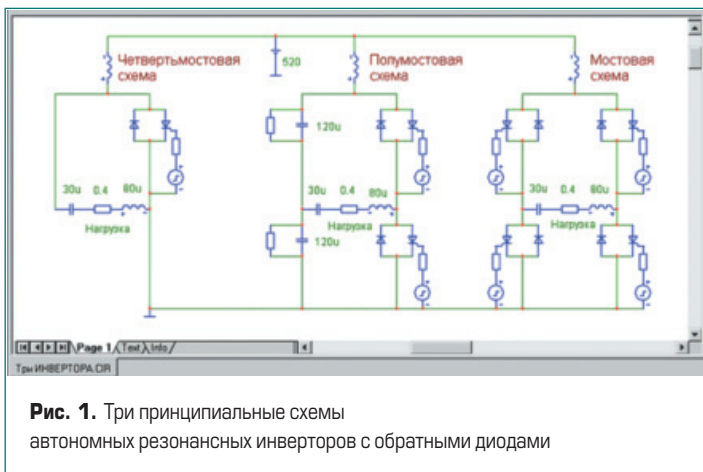 Четвертьмостовая
схема
520
Полумостовая
схема
Мостовая
схема
120u
30u 0.4 80u
Нагрузка
30u 0.4 80u
Нагрузка
30u 0.4 80u
Нагрузка
120u
Page 1 Text Info
Три ИНВЕРТОРА.CIR
Рис. 1. Три принципиальные схемы
автономных резонансных инверторов с обратными диодами